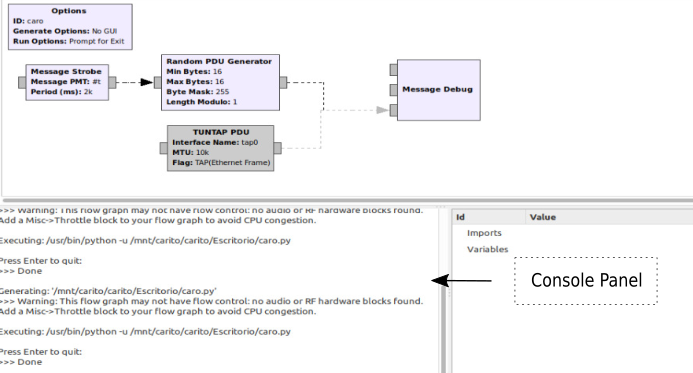 Options
ID: caro
Generate Options: No GUI
Run Options: Prompt for Exit
Message Strobe
Message PMT: #t
Period (ms): 2k
Random PDU Generator
Min Bytes: 16
Max Bytes: 16
Byte Mask: 255
Length Modulo: 1
TUNTAP PDU
Interface Name: tap0
MTU: 10k
Flag: TAP(Ethernet Frame)
Message Debug
>>> Warning: This flow graph may not have flow control: no audio or RF hardware blocks found.
Add a Misc->Throttle block to your flow graph to avoid CPU congestion.
Executing: /usr/bin/python -u /mnt/carito/carito/Escritorio/caro.py
Press Enter to quit:
>>> Done
Generating: '/mnt/carito/carito/Escritorio/caro.py'
>>> Warning: This flow graph may not have flow control: no audio or RF hardware blocks found.
Add a Misc->Throttle block to your flow graph to avoid CPU congestion.
Executing: /usr/bin/python -u /mnt/carito/carito/Escritorio/caro.py
Press Enter to quit:
>>> Done
Id Value
Imports
Variables
Console Panel